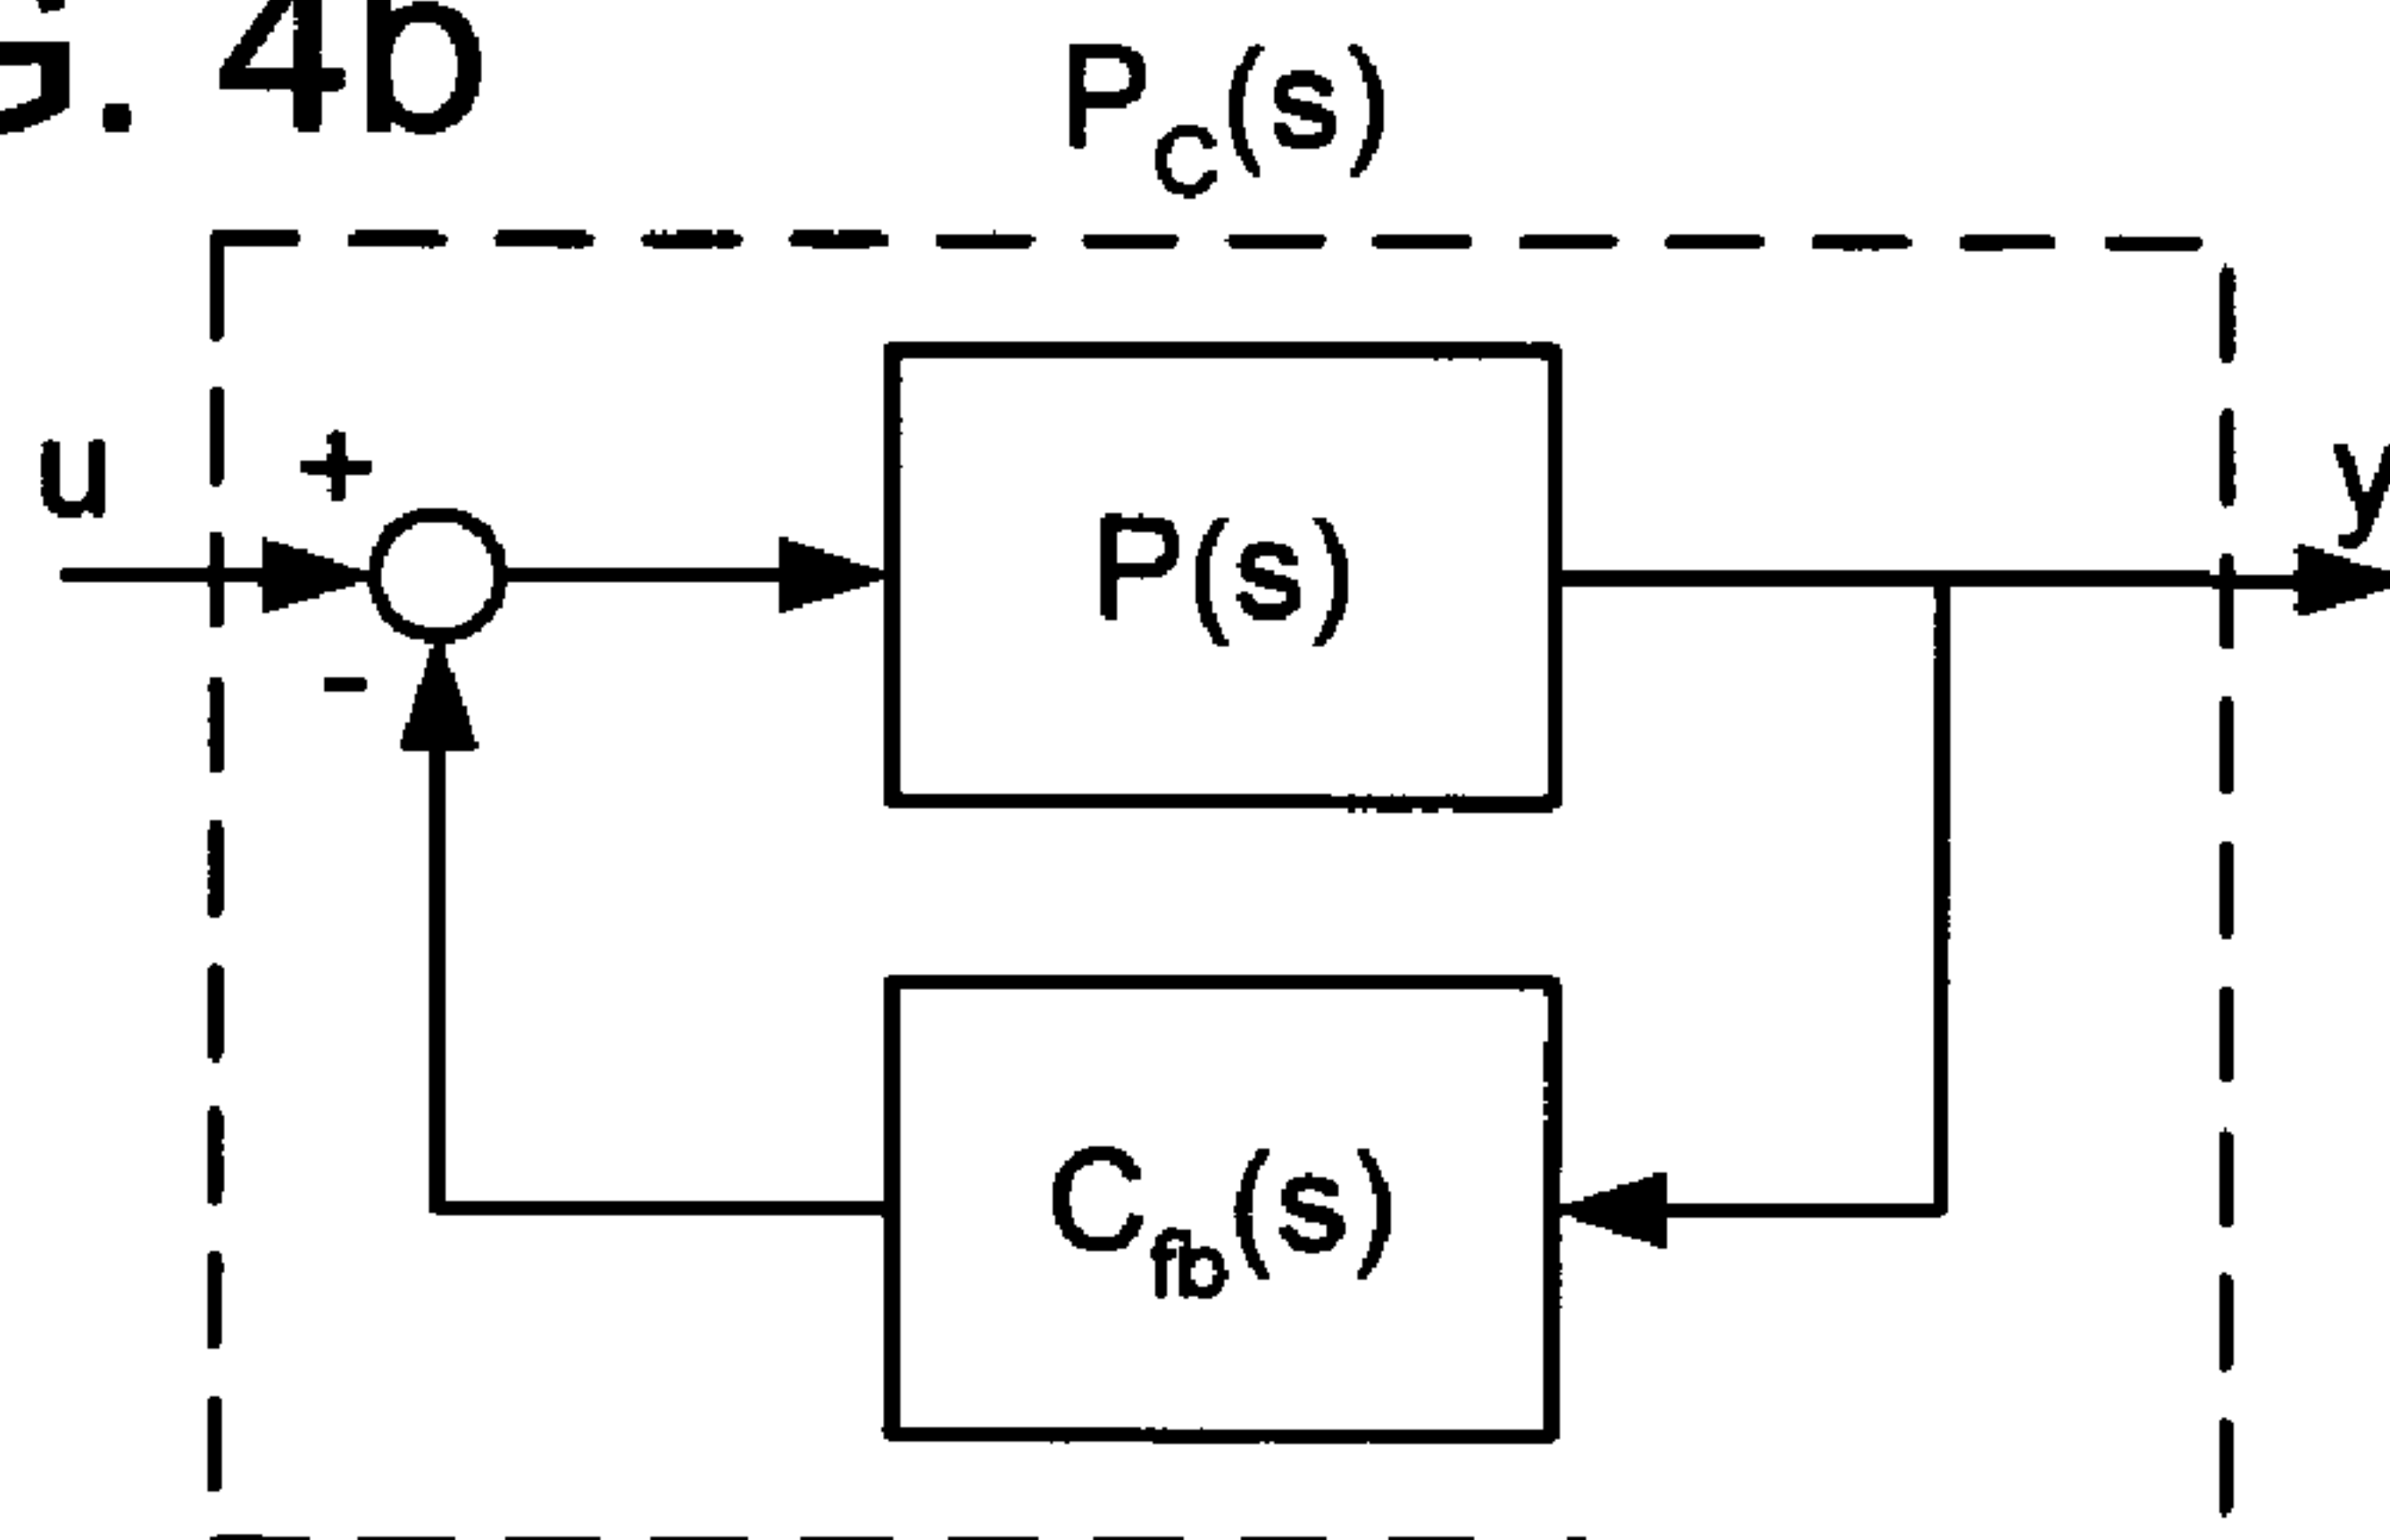 G. 4b
P_C(s)
u
+
P(s)
y
-
C_fb(s)